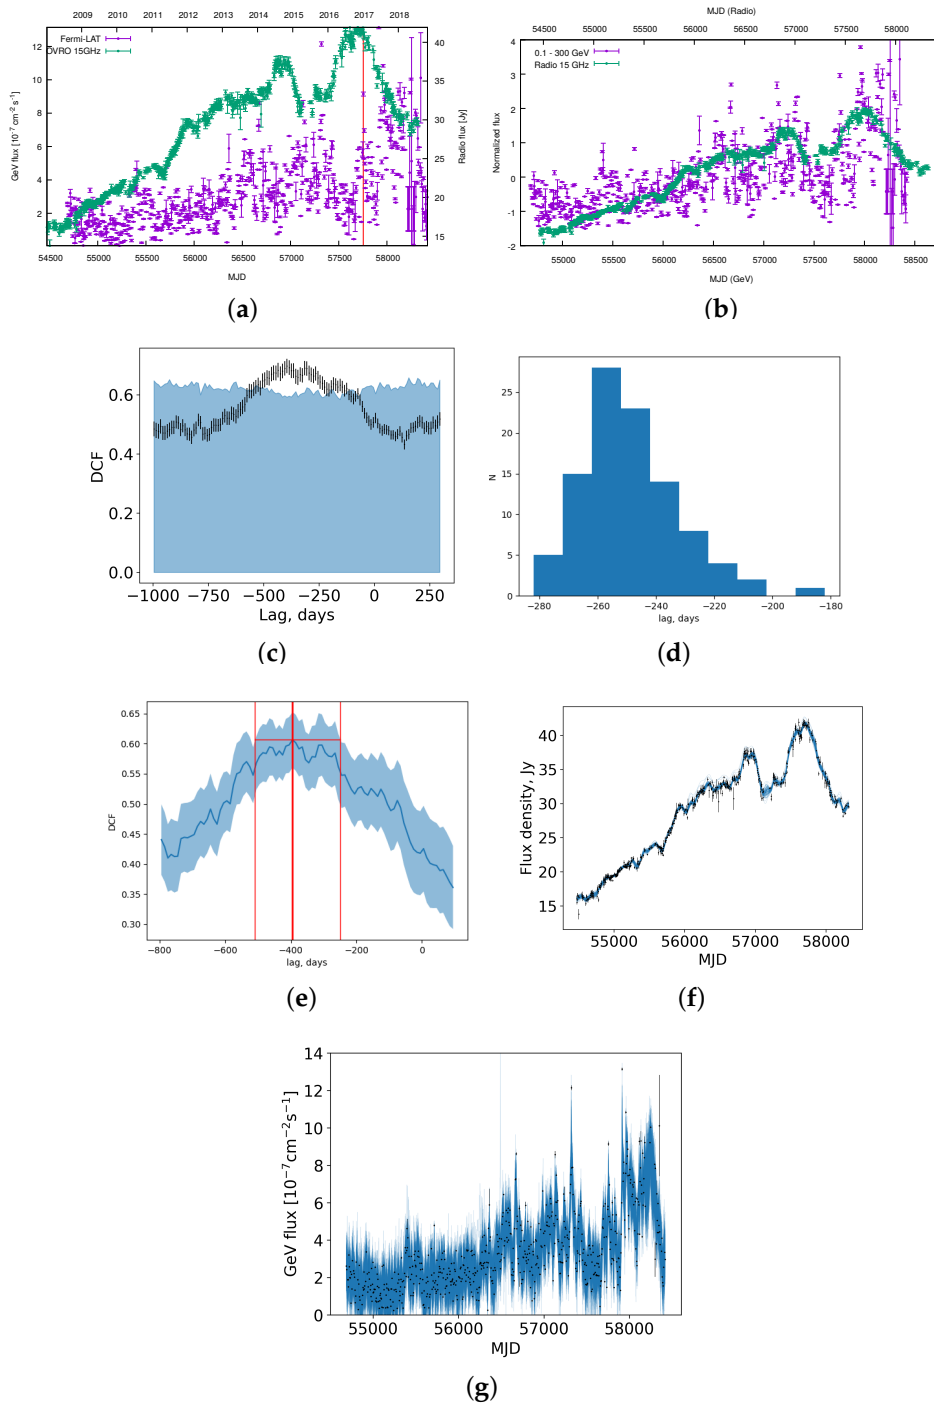 2009 2010 2011 2012 2013 2014 2015 2016 2017 2018
Fermi-LAT
OVRO 15GHz
GeV flux [10⁻⁷ cm⁻² s⁻¹]
12
10
8
6
4
2
40
35
30
25
20
15
Radio flux [Jy]
54500 55000 55500 56000 56500 57000 57500 58000
MJD
(a)
MJD (Radio)
54500 55000 55500 56000 56500 57000 57500 58000
0.1 - 300 GeV
Radio 15 GHz
Normalized flux
4
3
2
1
0
-1
-2
55000 55500 56000 56500 57000 57500 58000 58500
MJD (GeV)
(b)
DCF
0.6
0.4
0.2
0.0
−1000 −750 −500 −250 0 250
Lag, days
(c)
N
25
20
15
10
5
0
−280 −260 −240 −220 −200 −180
lag, days
(d)
DCF
0.65
0.60
0.55
0.50
0.45
0.40
0.35
0.30
−800 −600 −400 −200 0
lag, days
(e)
Flux density, Jy
40
35
30
25
20
15
55000 56000 57000 58000
MJD
(f)
GeV flux [10⁻⁷cm⁻²s⁻¹]
14
12
10
8
6
4
2
0
55000 56000 57000 58000
MJD
(g)